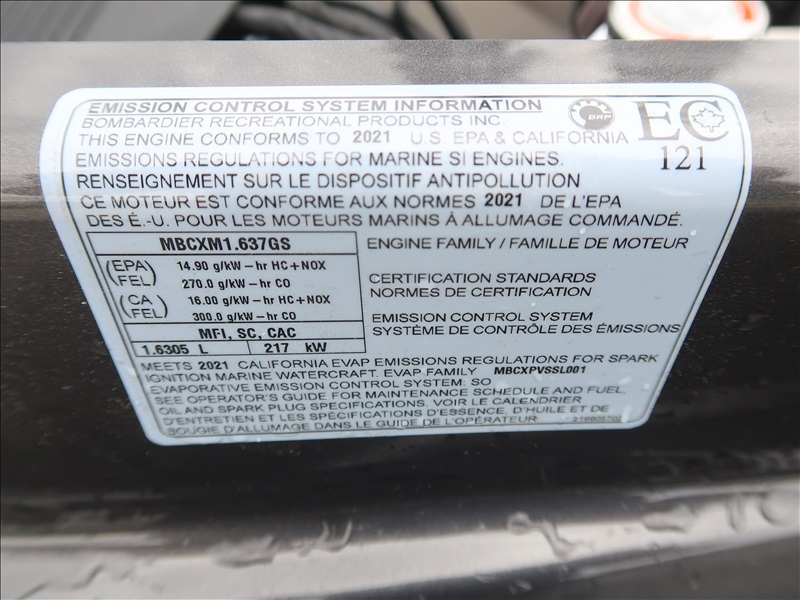 EMISSION CONTROL SYSTEM INFORMATION
BOMBARDIER RECREATIONAL PRODUCTS INC.
BRP
EC
121
THIS ENGINE CONFORMS TO 2021 U.S. EPA & CALIFORNIA
EMISSIONS REGULATIONS FOR MARINE SI ENGINES.
RENSEIGNEMENT SUR LE DISPOSITIF ANTIPOLLUTION
CE MOTEUR EST CONFORME AUX NORMES 2021 DE L'EPA
DES É.-U. POUR LES MOTEURS MARINS À ALLUMAGE COMMANDÉ.
MBCXM1.637GS ENGINE FAMILY / FAMILLE DE MOTEUR
(EPA FEL) 14.90 g/kW – hr HC+NOX
270.0 g/kW – hr CO
CERTIFICATION STANDARDS
NORMES DE CERTIFICATION
(CA FEL) 16.00 g/kW – hr HC+NOX
300.0 g/kW – hr CO
EMISSION CONTROL SYSTEM
SYSTÈME DE CONTRÔLE DES ÉMISSIONS
MFI, SC, CAC
1.6305 L 217 kW
MEETS 2021 CALIFORNIA EVAP EMISSIONS REGULATIONS FOR SPARK
IGNITION MARINE WATERCRAFT. EVAP FAMILY MBCXPVSSL001
EVAPORATIVE EMISSION CONTROL SYSTEM: SO
SEE OPERATOR'S GUIDE FOR MAINTENANCE SCHEDULE AND FUEL,
OIL AND SPARK PLUG SPECIFICATIONS. VOIR LE CALENDRIER
D'ENTRETIEN ET LES SPÉCIFICATIONS D'ESSENCE, D'HUILE ET DE
BOUGIE D'ALLUMAGE DANS LE GUIDE DE L'OPÉRATEUR